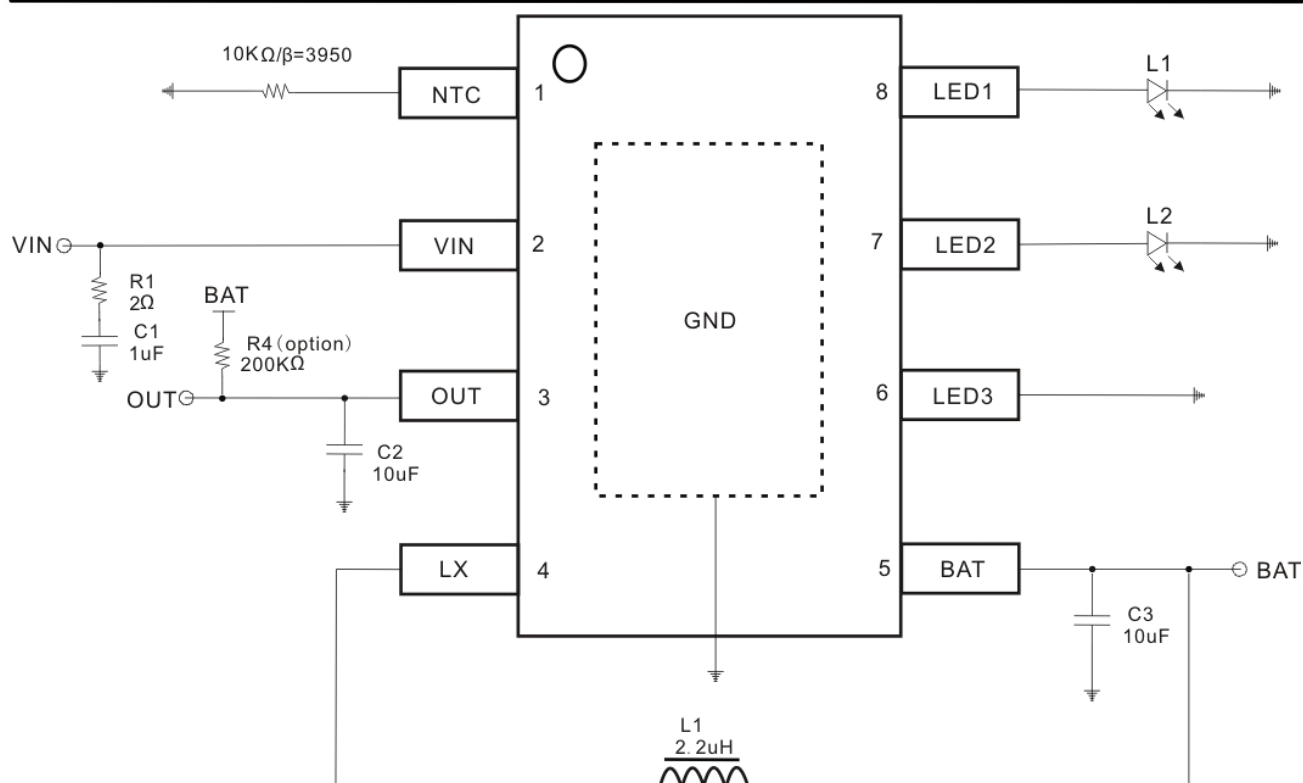 10KΩ/β=3950
NTC
1
8
LED1
L1
VIN
VIN
2
7
LED2
L2
R1
2Ω
BAT
C1
1uF
R4(option)
200KΩ
GND
OUT
OUT
3
6
LED3
C2
10uF
LX
4
5
BAT
BAT
C3
10uF
L1
2.2uH